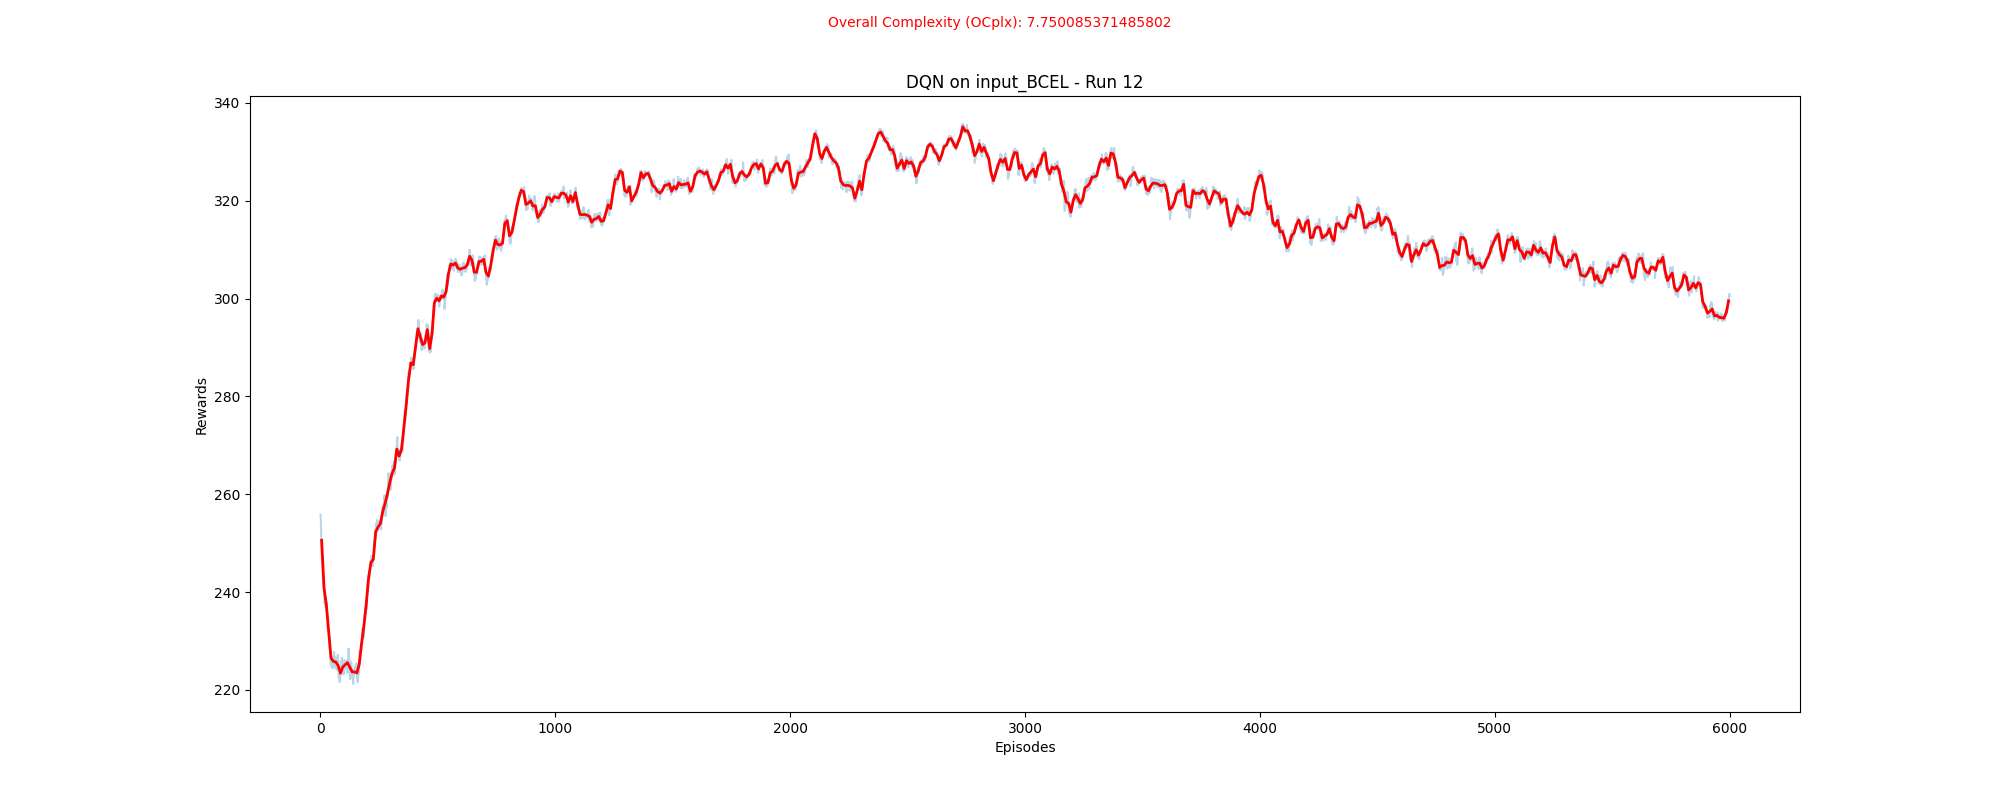 Overall Complexity (OCplx): 7.750085371485802
DQN on input_BCEL - Run 12
340
320
300
280
260
240
220
Rewards
0 1000 2000 3000 4000 5000 6000
Episodes